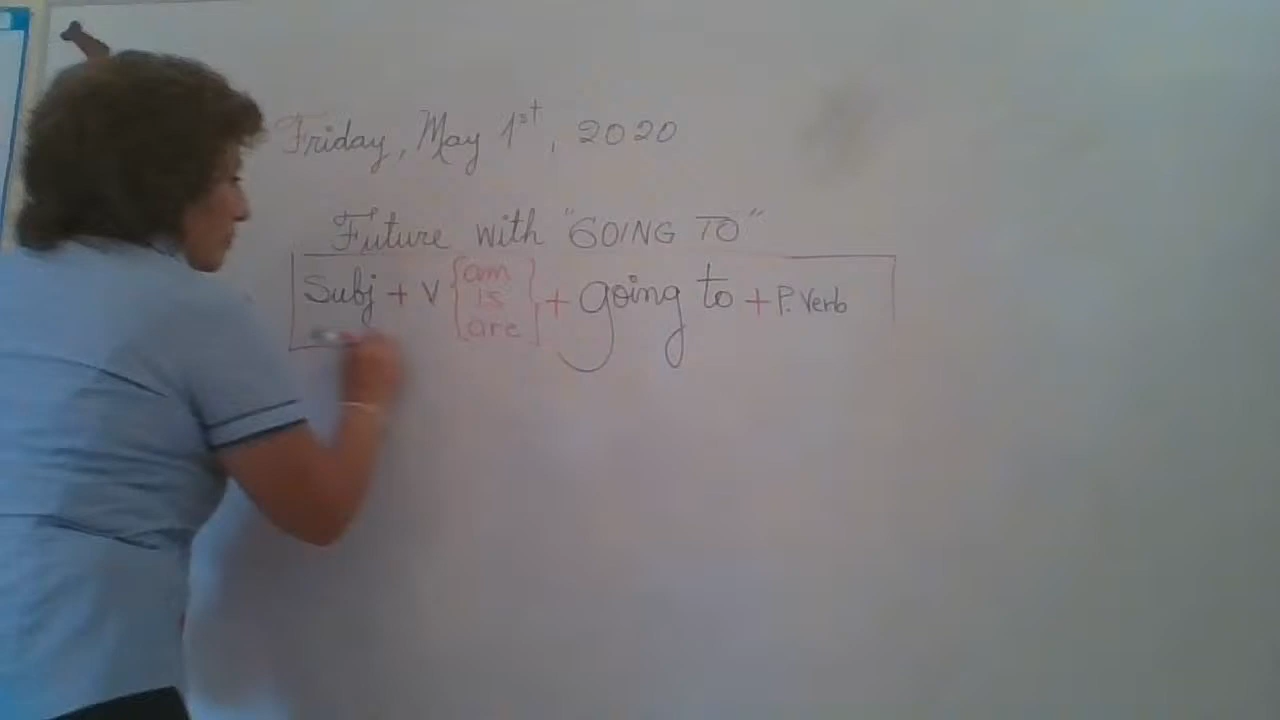 Friday, May 1st, 2020
Future with "GOING TO"
Subj + V { am is are } + going to + P. Verb